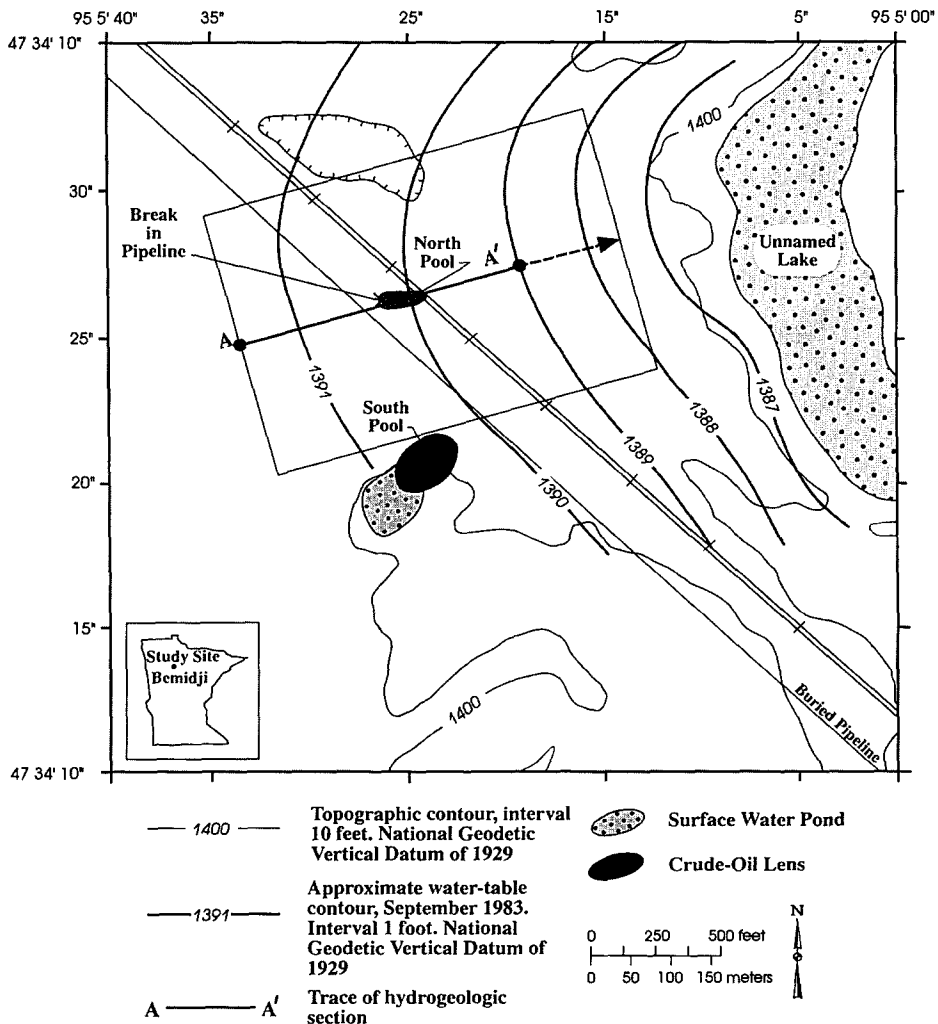 95 5' 40"
35"
25"
15"
5"
95 5' 00"
47 34' 10"
1400
30"
Break
in
Pipeline
North
Pool
A'
Unnamed
Lake
25"
A
1391
1387
South
Pool
1388
1389
20"
1390
15"
Study Site
Bemidji
1400
Buried Pipeline
47 34' 10"
1400
Topographic contour, interval
10 feet. National Geodetic
Vertical Datum of 1929
Surface Water Pond
Crude-Oil Lens
1391
Approximate water-table
contour, September 1983.
Interval 1 foot. National
Geodetic Vertical Datum of
1929
N
0 250 500 feet
0 50 100 150 meters
A A'
Trace of hydrogeologic
section